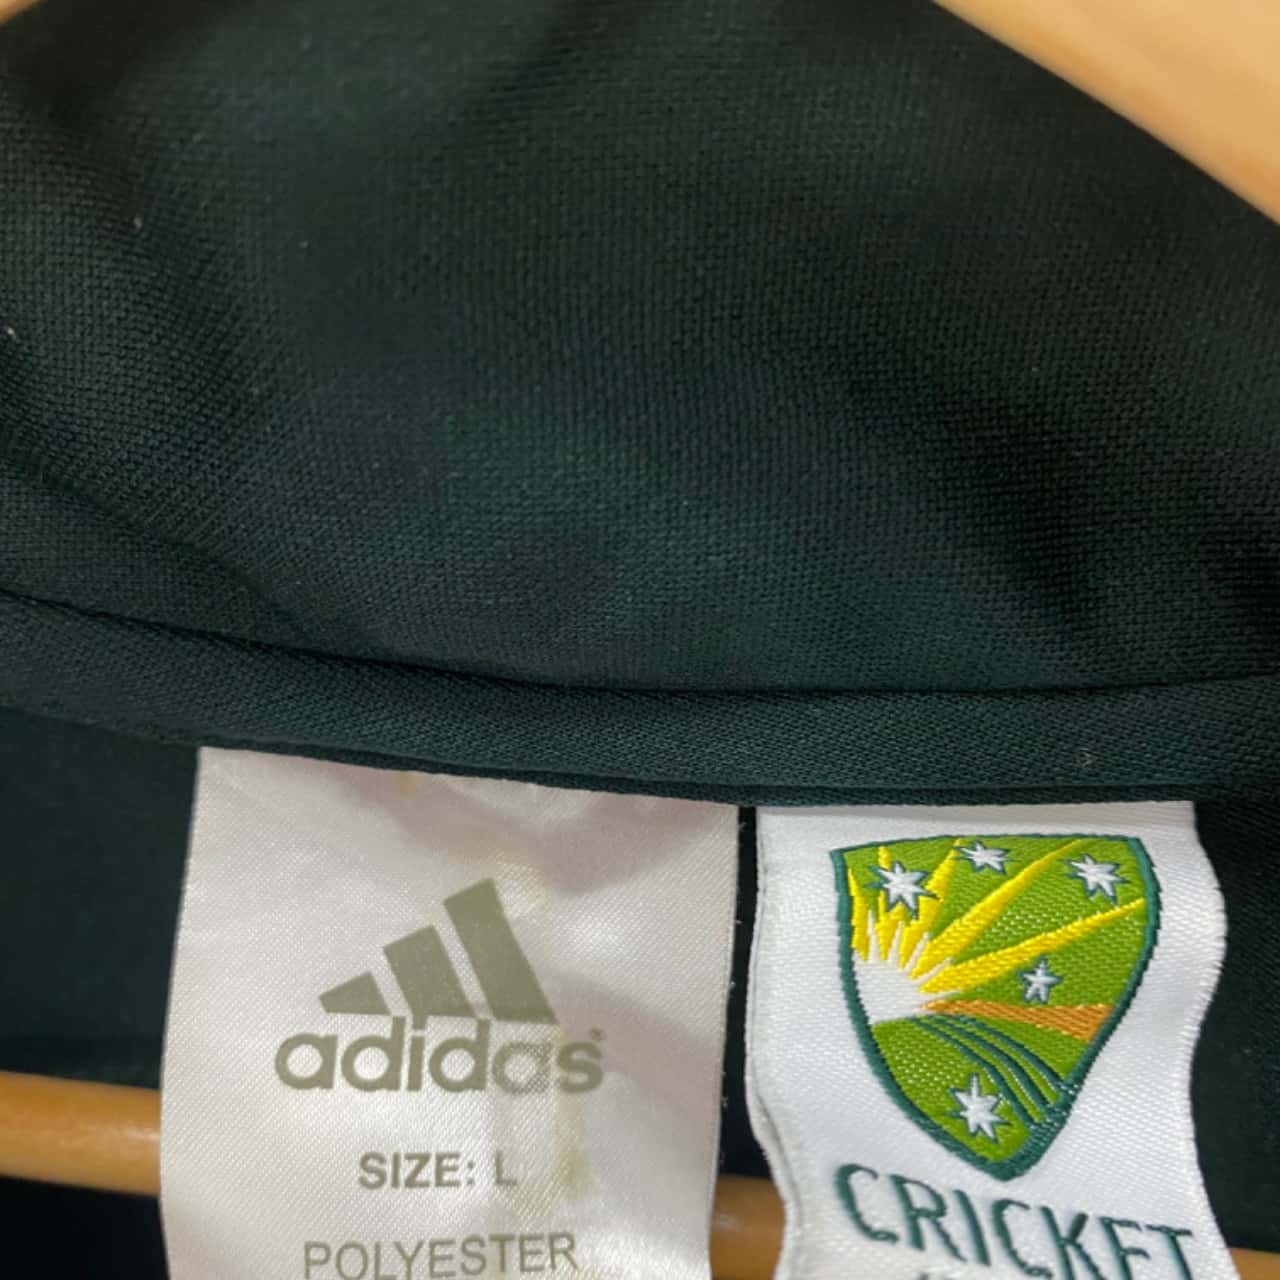 adidas
SIZE: L
POLYESTER
CRICKET